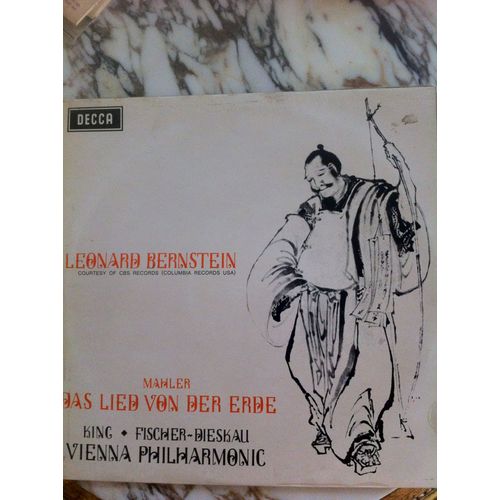 DECCA
LEONARD BERNSTEIN
COURTESY OF CBS RECORDS (COLUMBIA RECORDS USA)
MAHLER
DAS LIED VON DER ERDE
KING • FISCHER-DIESKAU
VIENNA PHILHARMONIC